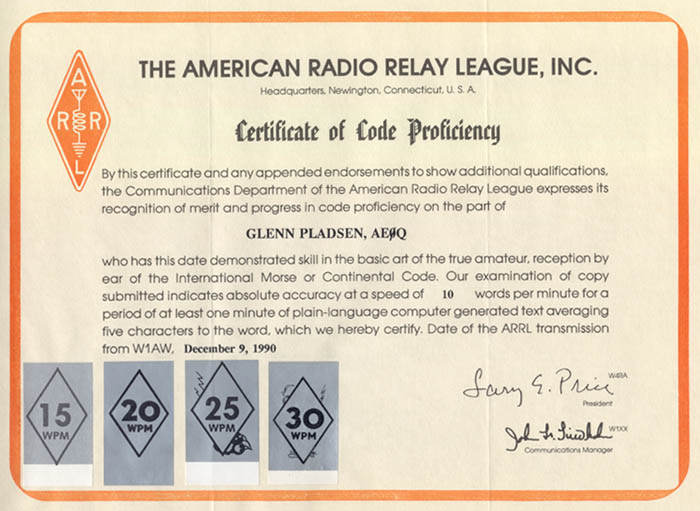 A
R R
L
THE AMERICAN RADIO RELAY LEAGUE, INC.
Headquarters, Newington, Connecticut, U. S. A.
Certificate of Code Proficiency
By this certificate and any appended endorsements to show additional qualifications,
the Communications Department of the American Radio Relay League expresses its
recognition of merit and progress in code proficiency on the part of
GLENN PLADSEN, AEØQ
who has this date demonstrated skill in the basic art of the true amateur, reception by
ear of the International Morse or Continental Code. Our examination of copy
submitted indicates absolute accuracy at a speed of 10 words per minute for a
period of at least one minute of plain-language computer generated text averaging
five characters to the word, which we hereby certify. Date of the ARRL transmission
from W1AW, December 9, 1990
15
WPM
20
WPM
25
WPM
30
WPM
Larry E. Price W4RA
President
W1XX
Communications Manager